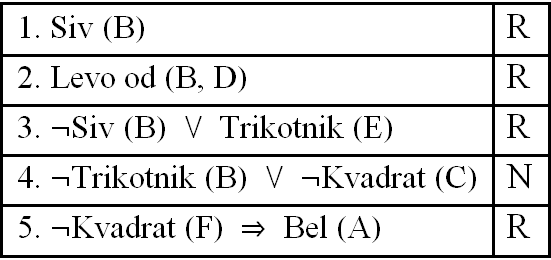 1. Siv (B) R
2. Levo od (B, D) R
3. ¬Siv (B) ∨ Trikotnik (E) R
4. ¬Trikotnik (B) ∨ ¬Kvadrat (C) N
5. ¬Kvadrat (F) ⇒ Bel (A) R